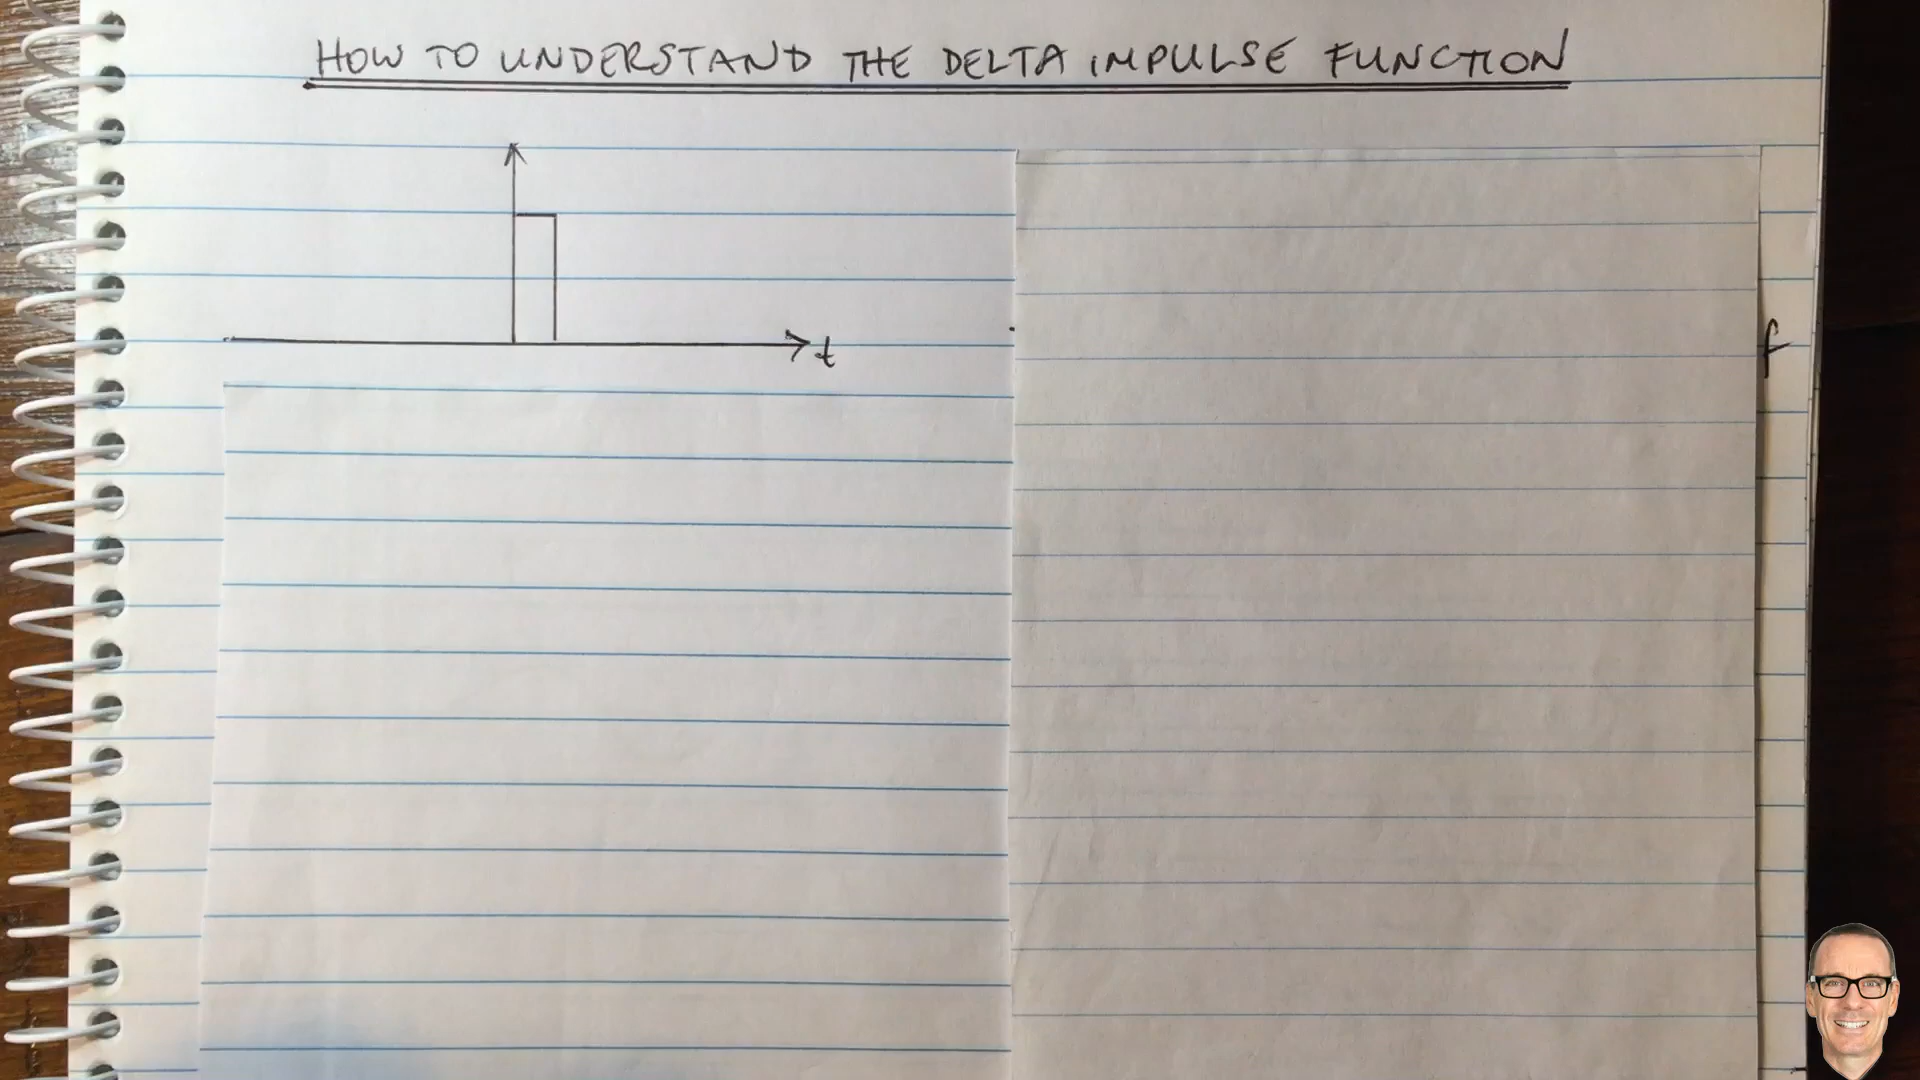 HOW TO UNDERSTAND THE DELTA IMPULSE FUNCTION
t
f